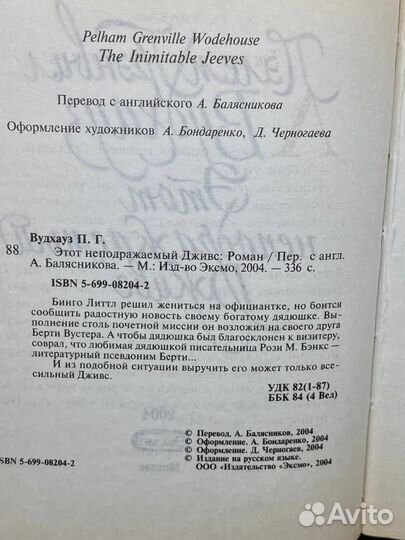 Pelham Grenville Wodehouse
The Inimitable Jeeves
Перевод с английского А. Балясникова
Оформление художников А. Бондаренко, Д. Черногаева
Вудхауз П. Г.
88 Этот неподражаемый Дживс: Роман / Пер. с англ.
А. Балясникова. — М.: Изд-во Эксмо, 2004. — 336 с.
ISBN 5-699-08204-2
Бинго Литтл решил жениться на официантке, но боится
сообщить радостную новость своему богатому дядюшке. Вы-
полнение столь почетной миссии он возложил на своего друга
Берти Вустера. А чтобы дядюшка был благосклонен к визитеру,
соврал, что любимая дядюшкой писательница Рози М. Бэнкс —
литературный псевдоним Берти...
И из подобной ситуации выручить его может только все-
сильный Дживс.
УДК 82(1-87)
ББК 84 (4 Вел)
© Перевод. А. Балясников, 2004
© Оформление. А. Бондаренко, 2004
© Оформление. Д. Черногаев, 2004
© Издание на русском языке.
ООО «Издательство «Эксмо», 2004
ISBN 5-699-08204-2
Avito